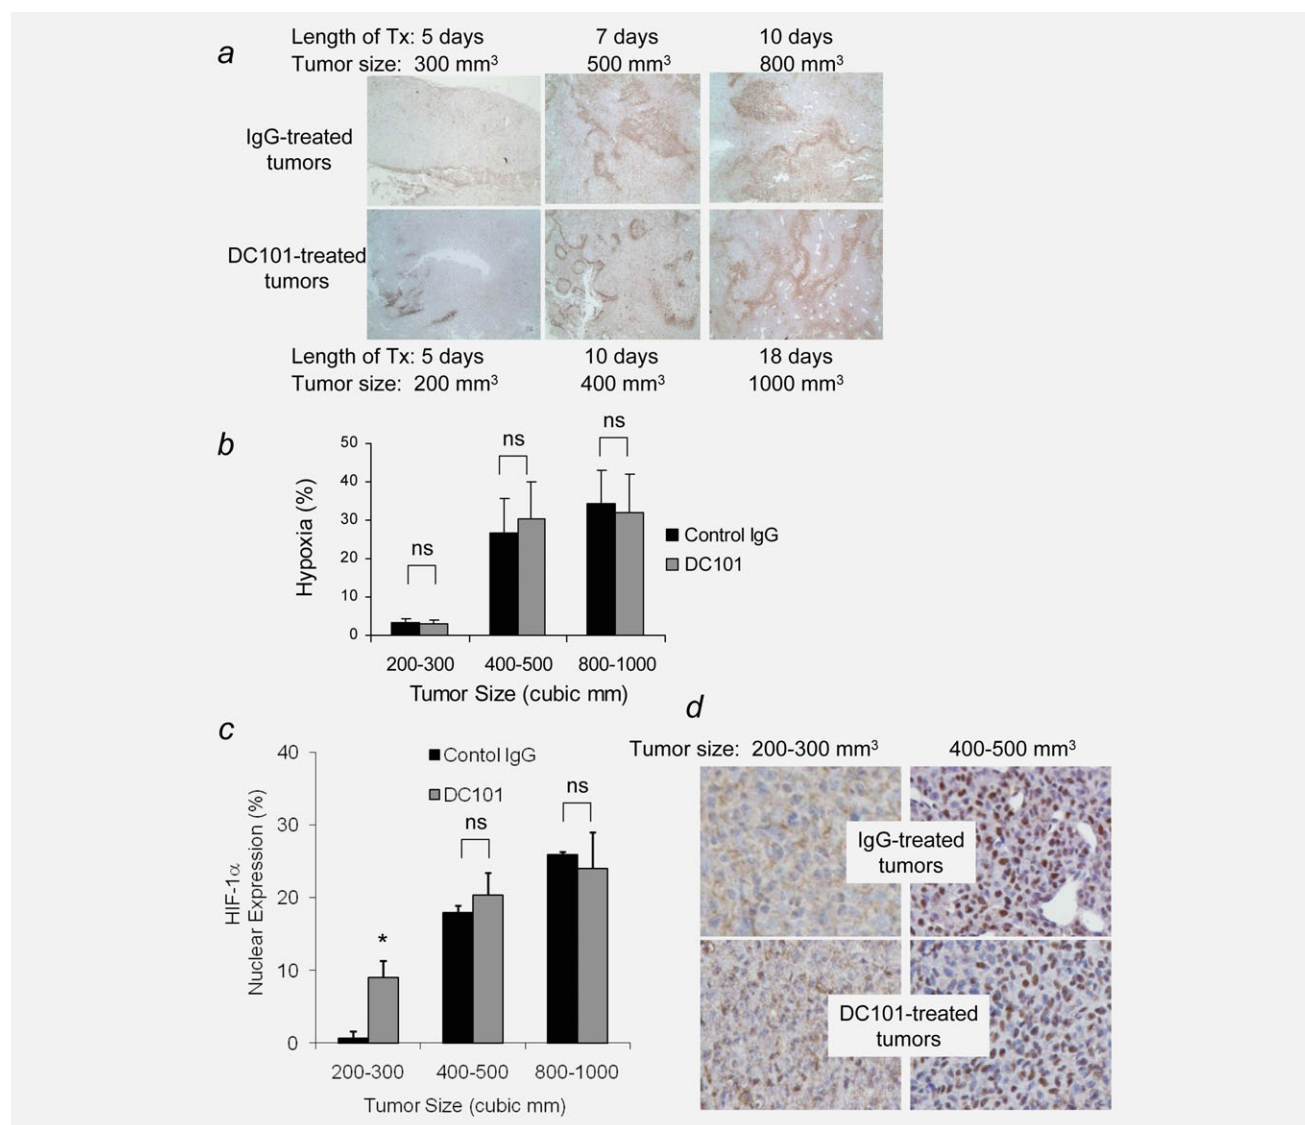 a
Length of Tx: 5 days 7 days 10 days
Tumor size: 300 mm³ 500 mm³ 800 mm³
IgG-treated
tumors
DC101-treated
tumors
Length of Tx: 5 days 10 days 18 days
Tumor size: 200 mm³ 400 mm³ 1000 mm³
b
50
40
30
20
10
0
Hypoxia (%)
ns
ns
ns
Control IgG
DC101
200-300 400-500 800-1000
Tumor Size (cubic mm)
c
40
30
20
10
0
HIF-1α
Nuclear Expression (%)
Contol IgG
DC101
*
ns
ns
200-300 400-500 800-1000
Tumor Size (cubic mm)
d
Tumor size: 200-300 mm³ 400-500 mm³
IgG-treated
tumors
DC101-treated
tumors